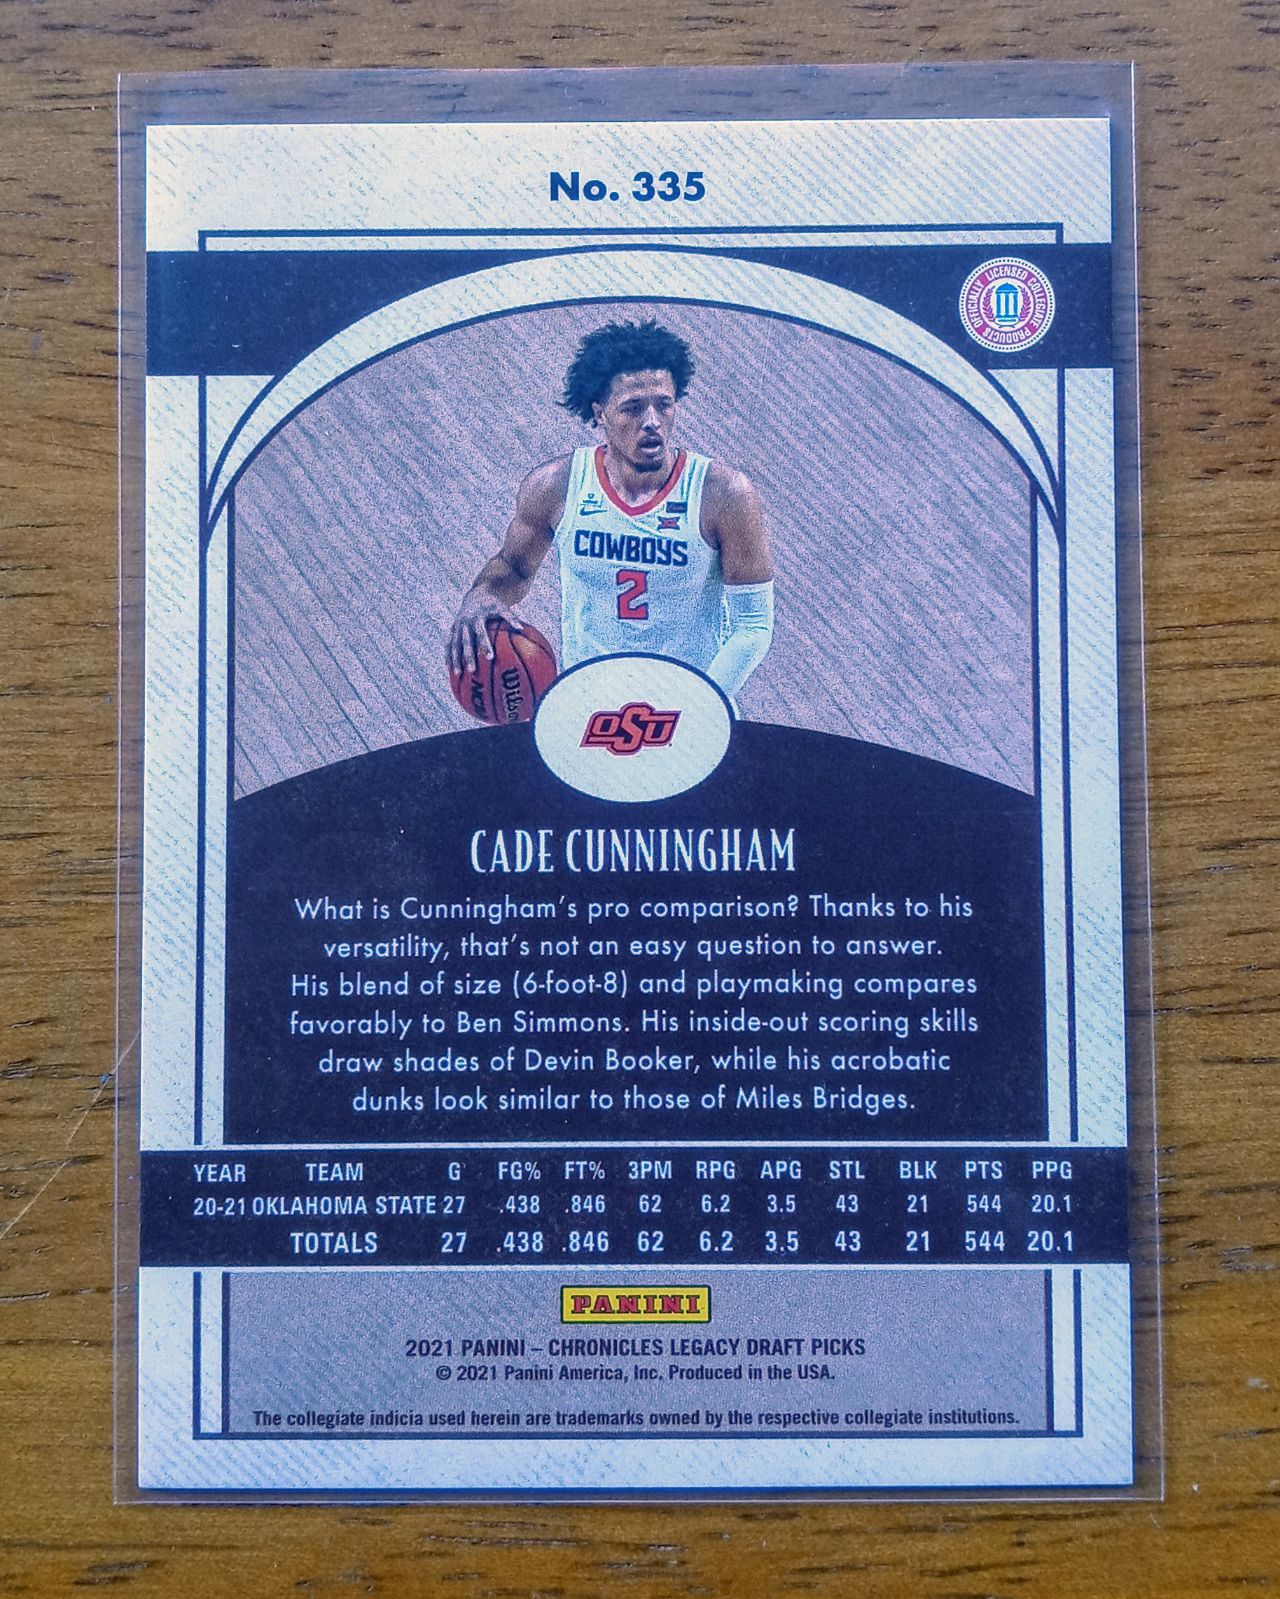 No. 335
OFFICIALLY LICENSED COLLEGIATE PRODUCTS
COWBOYS
2
Wilson
NC
OSU
CADE CUNNINGHAM
What is Cunningham's pro comparison? Thanks to his
versatility, that's not an easy question to answer.
His blend of size (6-foot-8) and playmaking compares
favorably to Ben Simmons. His inside-out scoring skills
draw shades of Devin Booker, while his acrobatic
dunks look similar to those of Miles Bridges.
YEAR TEAM G FG% FT% 3PM RPG APG STL BLK PTS PPG
20-21 OKLAHOMA STATE 27 .438 .846 62 6.2 3.5 43 21 544 20.1
TOTALS 27 .438 .846 62 6.2 3.5 43 21 544 20.1
PANINI
2021 PANINI – CHRONICLES LEGACY DRAFT PICKS
© 2021 Panini America, Inc. Produced in the USA.
The collegiate indicia used herein are trademarks owned by the respective collegiate institutions.